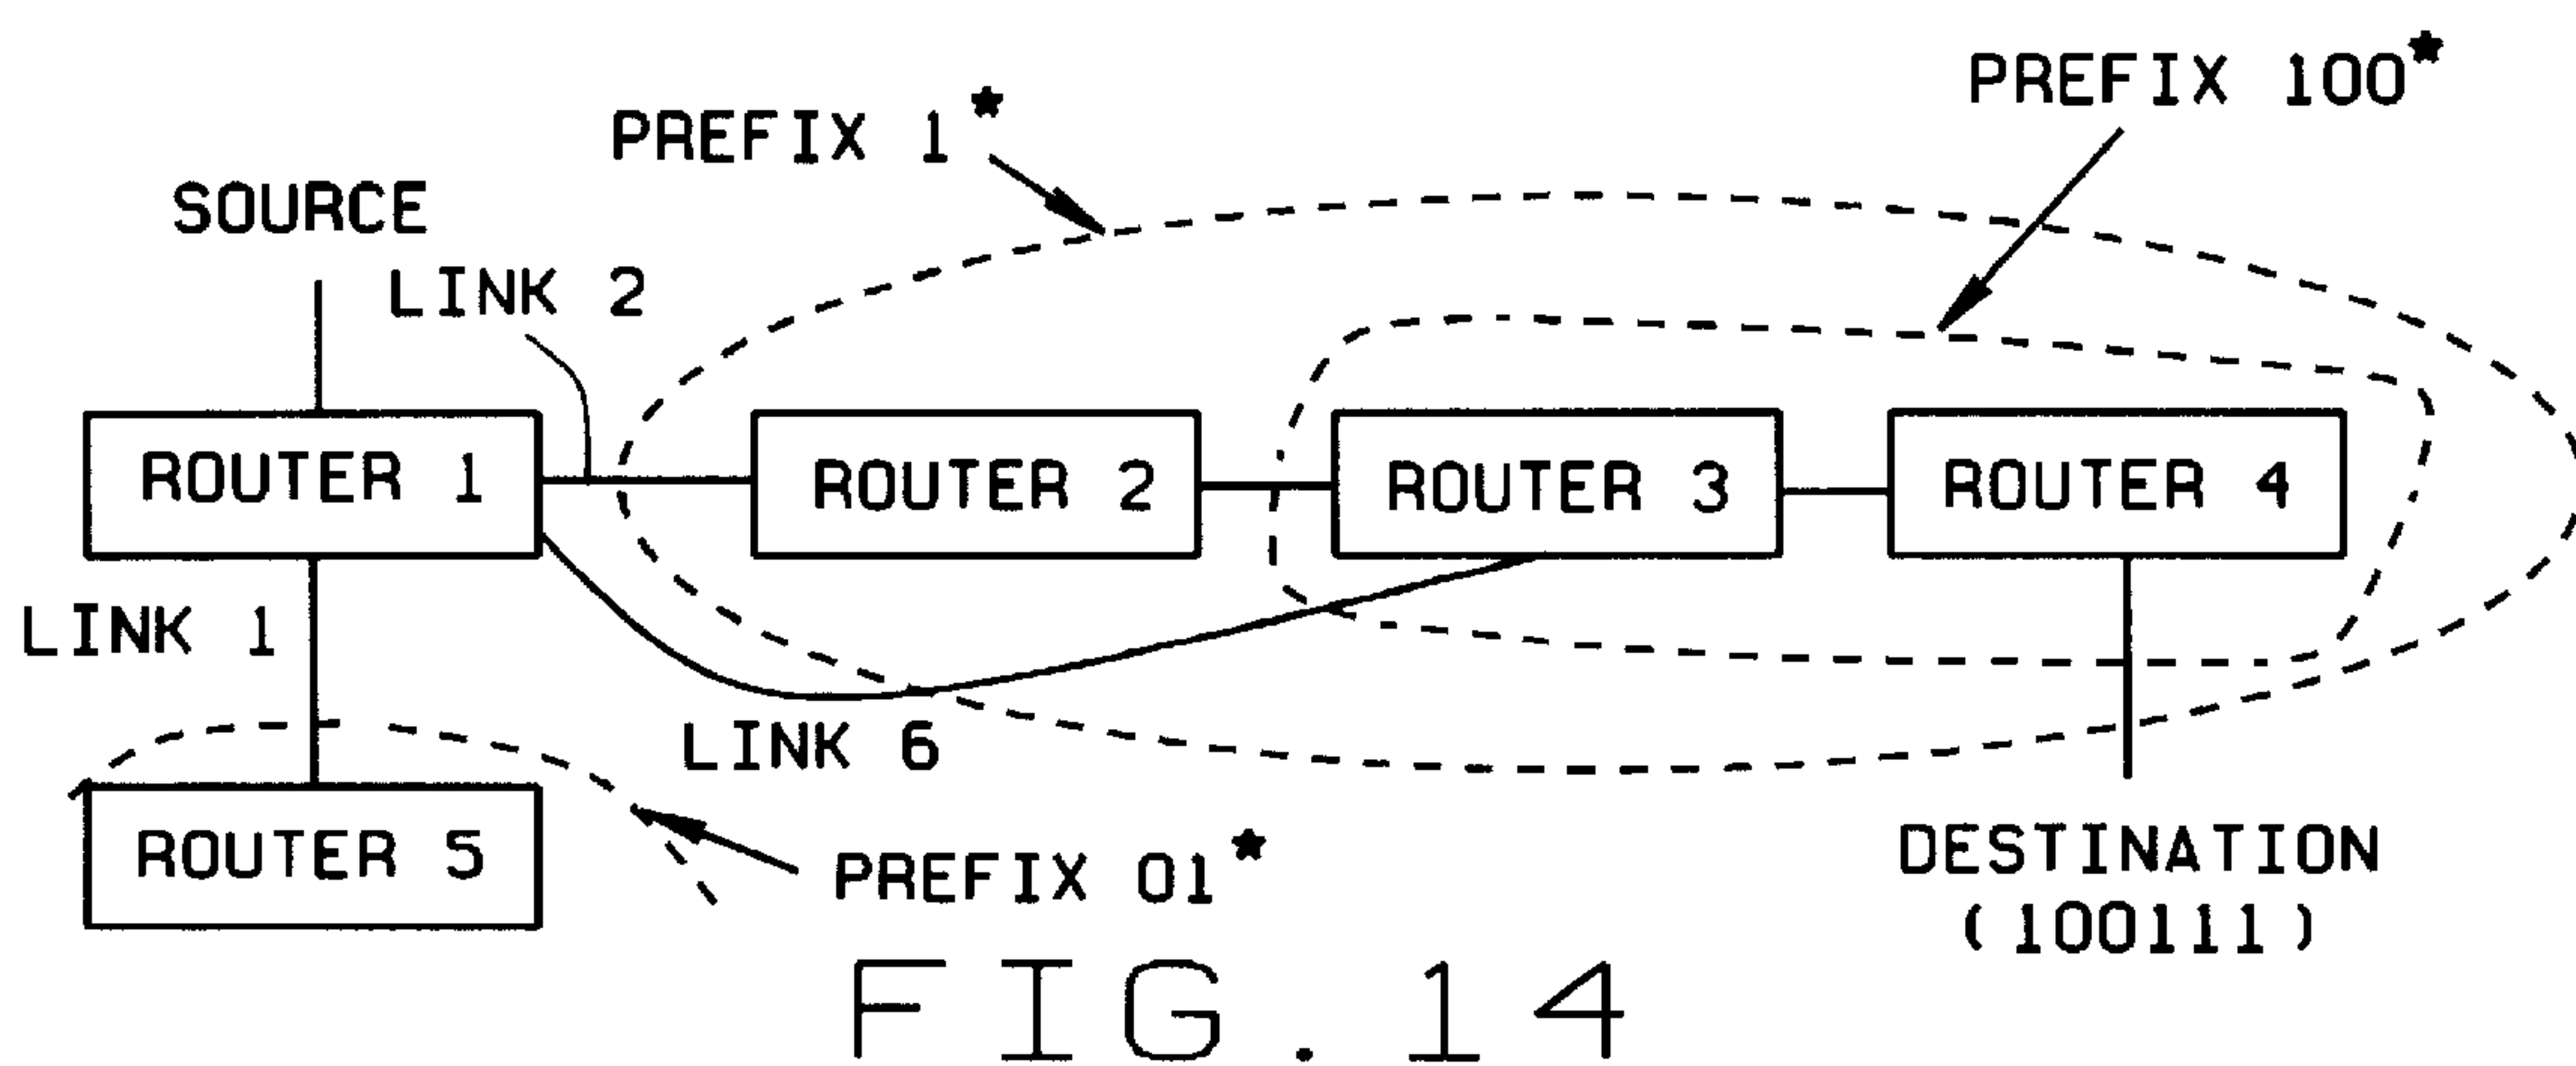 PREFIX 100★
PREFIX 1★
SOURCE
LINK 2
ROUTER 1
ROUTER 2
ROUTER 3
ROUTER 4
LINK 1
LINK 6
ROUTER 5
PREFIX 01★
DESTINATION
(100111)
FIG. 14